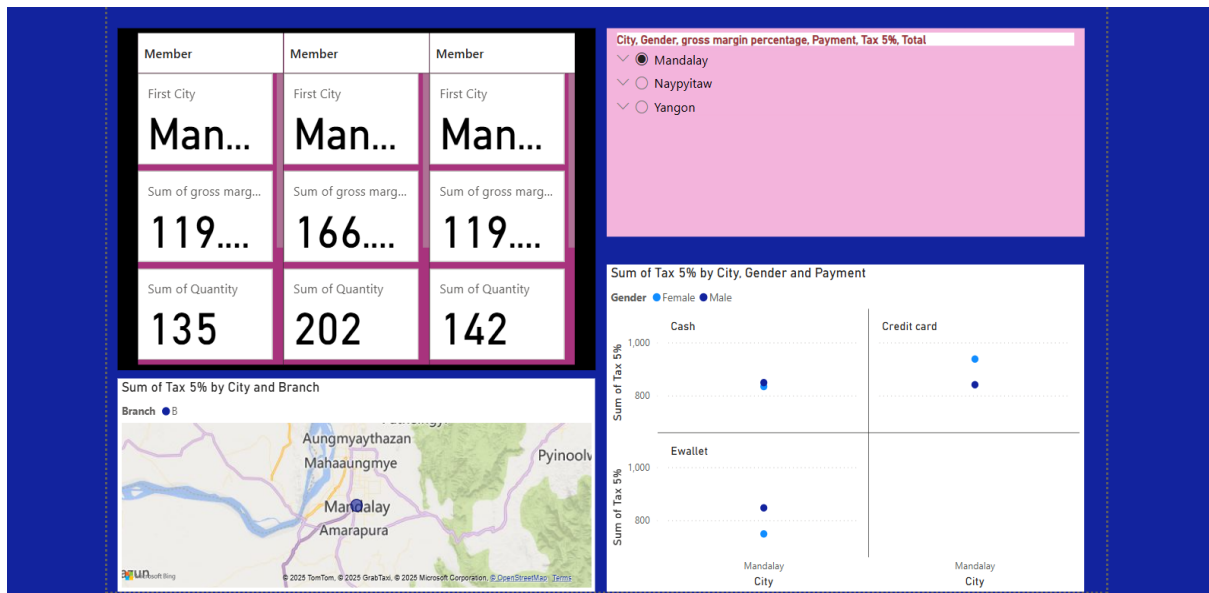 Member Member Member
First City First City First City
Man... Man... Man...
Sum of gross marg... Sum of gross marg... Sum of gross marg...
119.... 166.... 119....
Sum of Quantity Sum of Quantity Sum of Quantity
135 202 142
City, Gender, gross margin percentage, Payment, Tax 5%, Total
Mandalay
Naypyitaw
Yangon
Sum of Tax 5% by City and Branch
Branch B
Aungmyaythazan
Mahaaungmye
Pyinoolw
Mandalay
Amarapura
Microsoft Bing
© 2025 TomTom, © 2025 GrabTaxi, © 2025 Microsoft Corporation, © OpenStreetMap Terms
Sum of Tax 5% by City, Gender and Payment
Gender Female Male
Cash Credit card
Sum of Tax 5%
1,000
800
Ewallet
Sum of Tax 5%
1,000
800
Mandalay Mandalay
City City